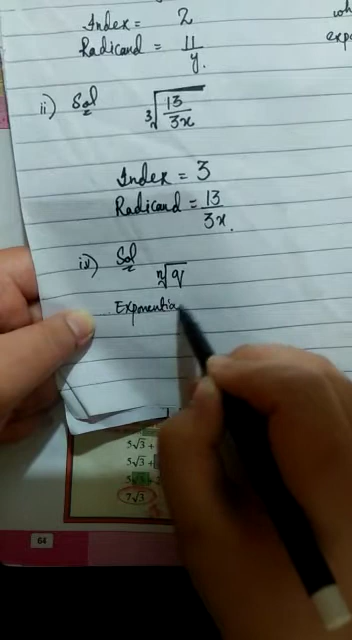 Index = 2
Radicand = 11/y.
ii) Sol
∛(13/3x)
Index = 3
Radicand = 13/3x.
iv) Sol
ⁿ√q
Exponentia
5√3 +
5√3 +
7√3
64